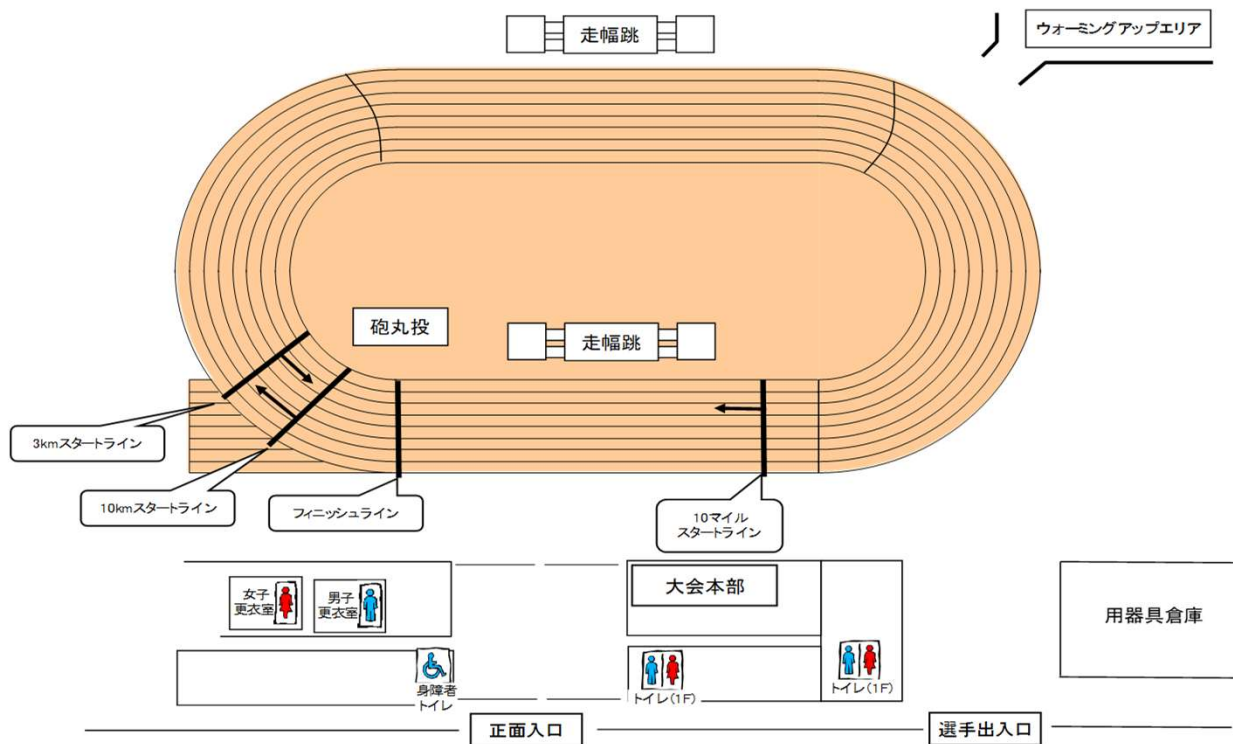 走幅跳
ウォーミングアップエリア
砲丸投
走幅跳
3kmスタートライン
10kmスタートライン
フィニッシュライン
10マイル
スタートライン
女子
更衣室
男子
更衣室
大会本部
用器具倉庫
身障者
トイレ
トイレ(1F)
トイレ(1F)
正面入口
選手出入口